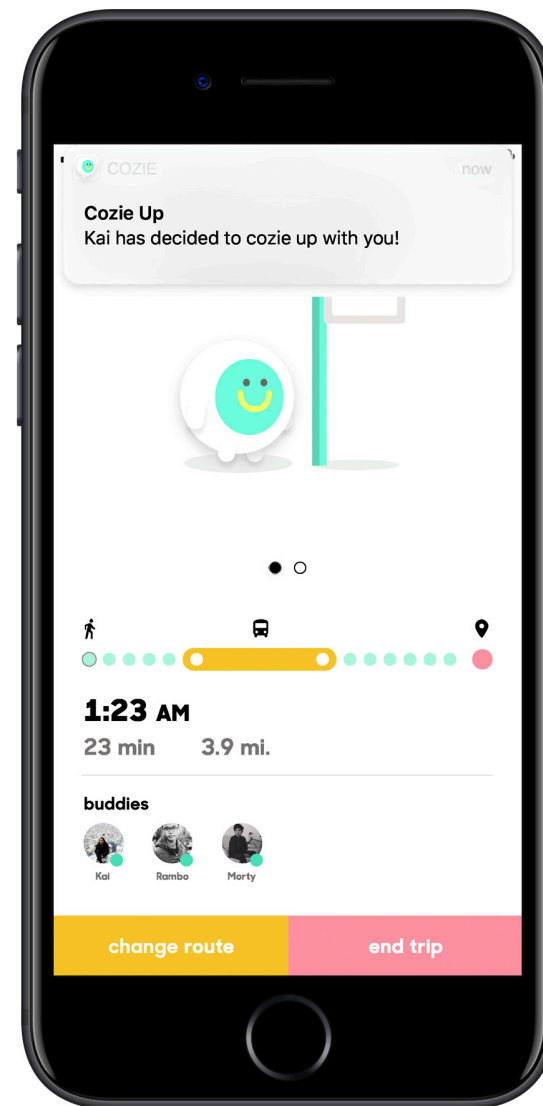 COZIE now
Cozie Up
Kai has decided to cozie up with you!
1:23 AM
23 min 3.9 mi.
buddies
Kai Rambo Morty
change route end trip